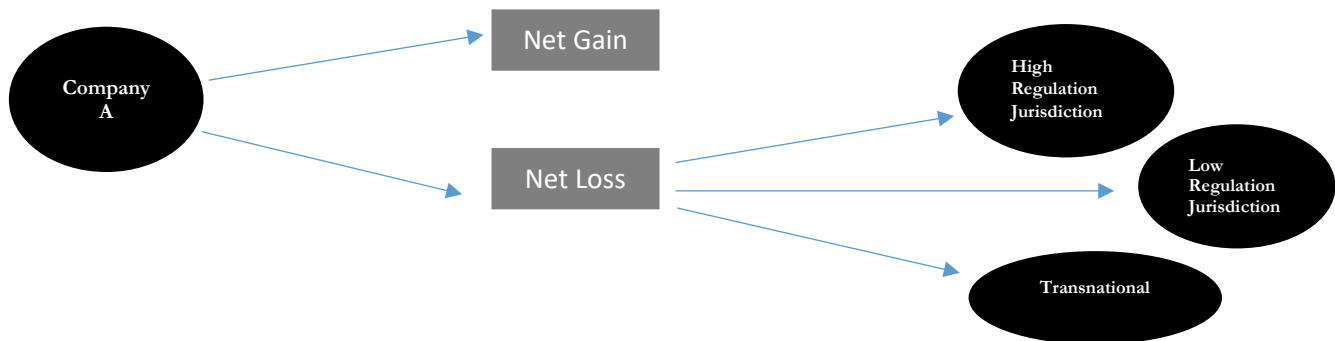 Company
A
Net Gain
Net Loss
High
Regulation
Jurisdiction
Low
Regulation
Jurisdiction
Transnational